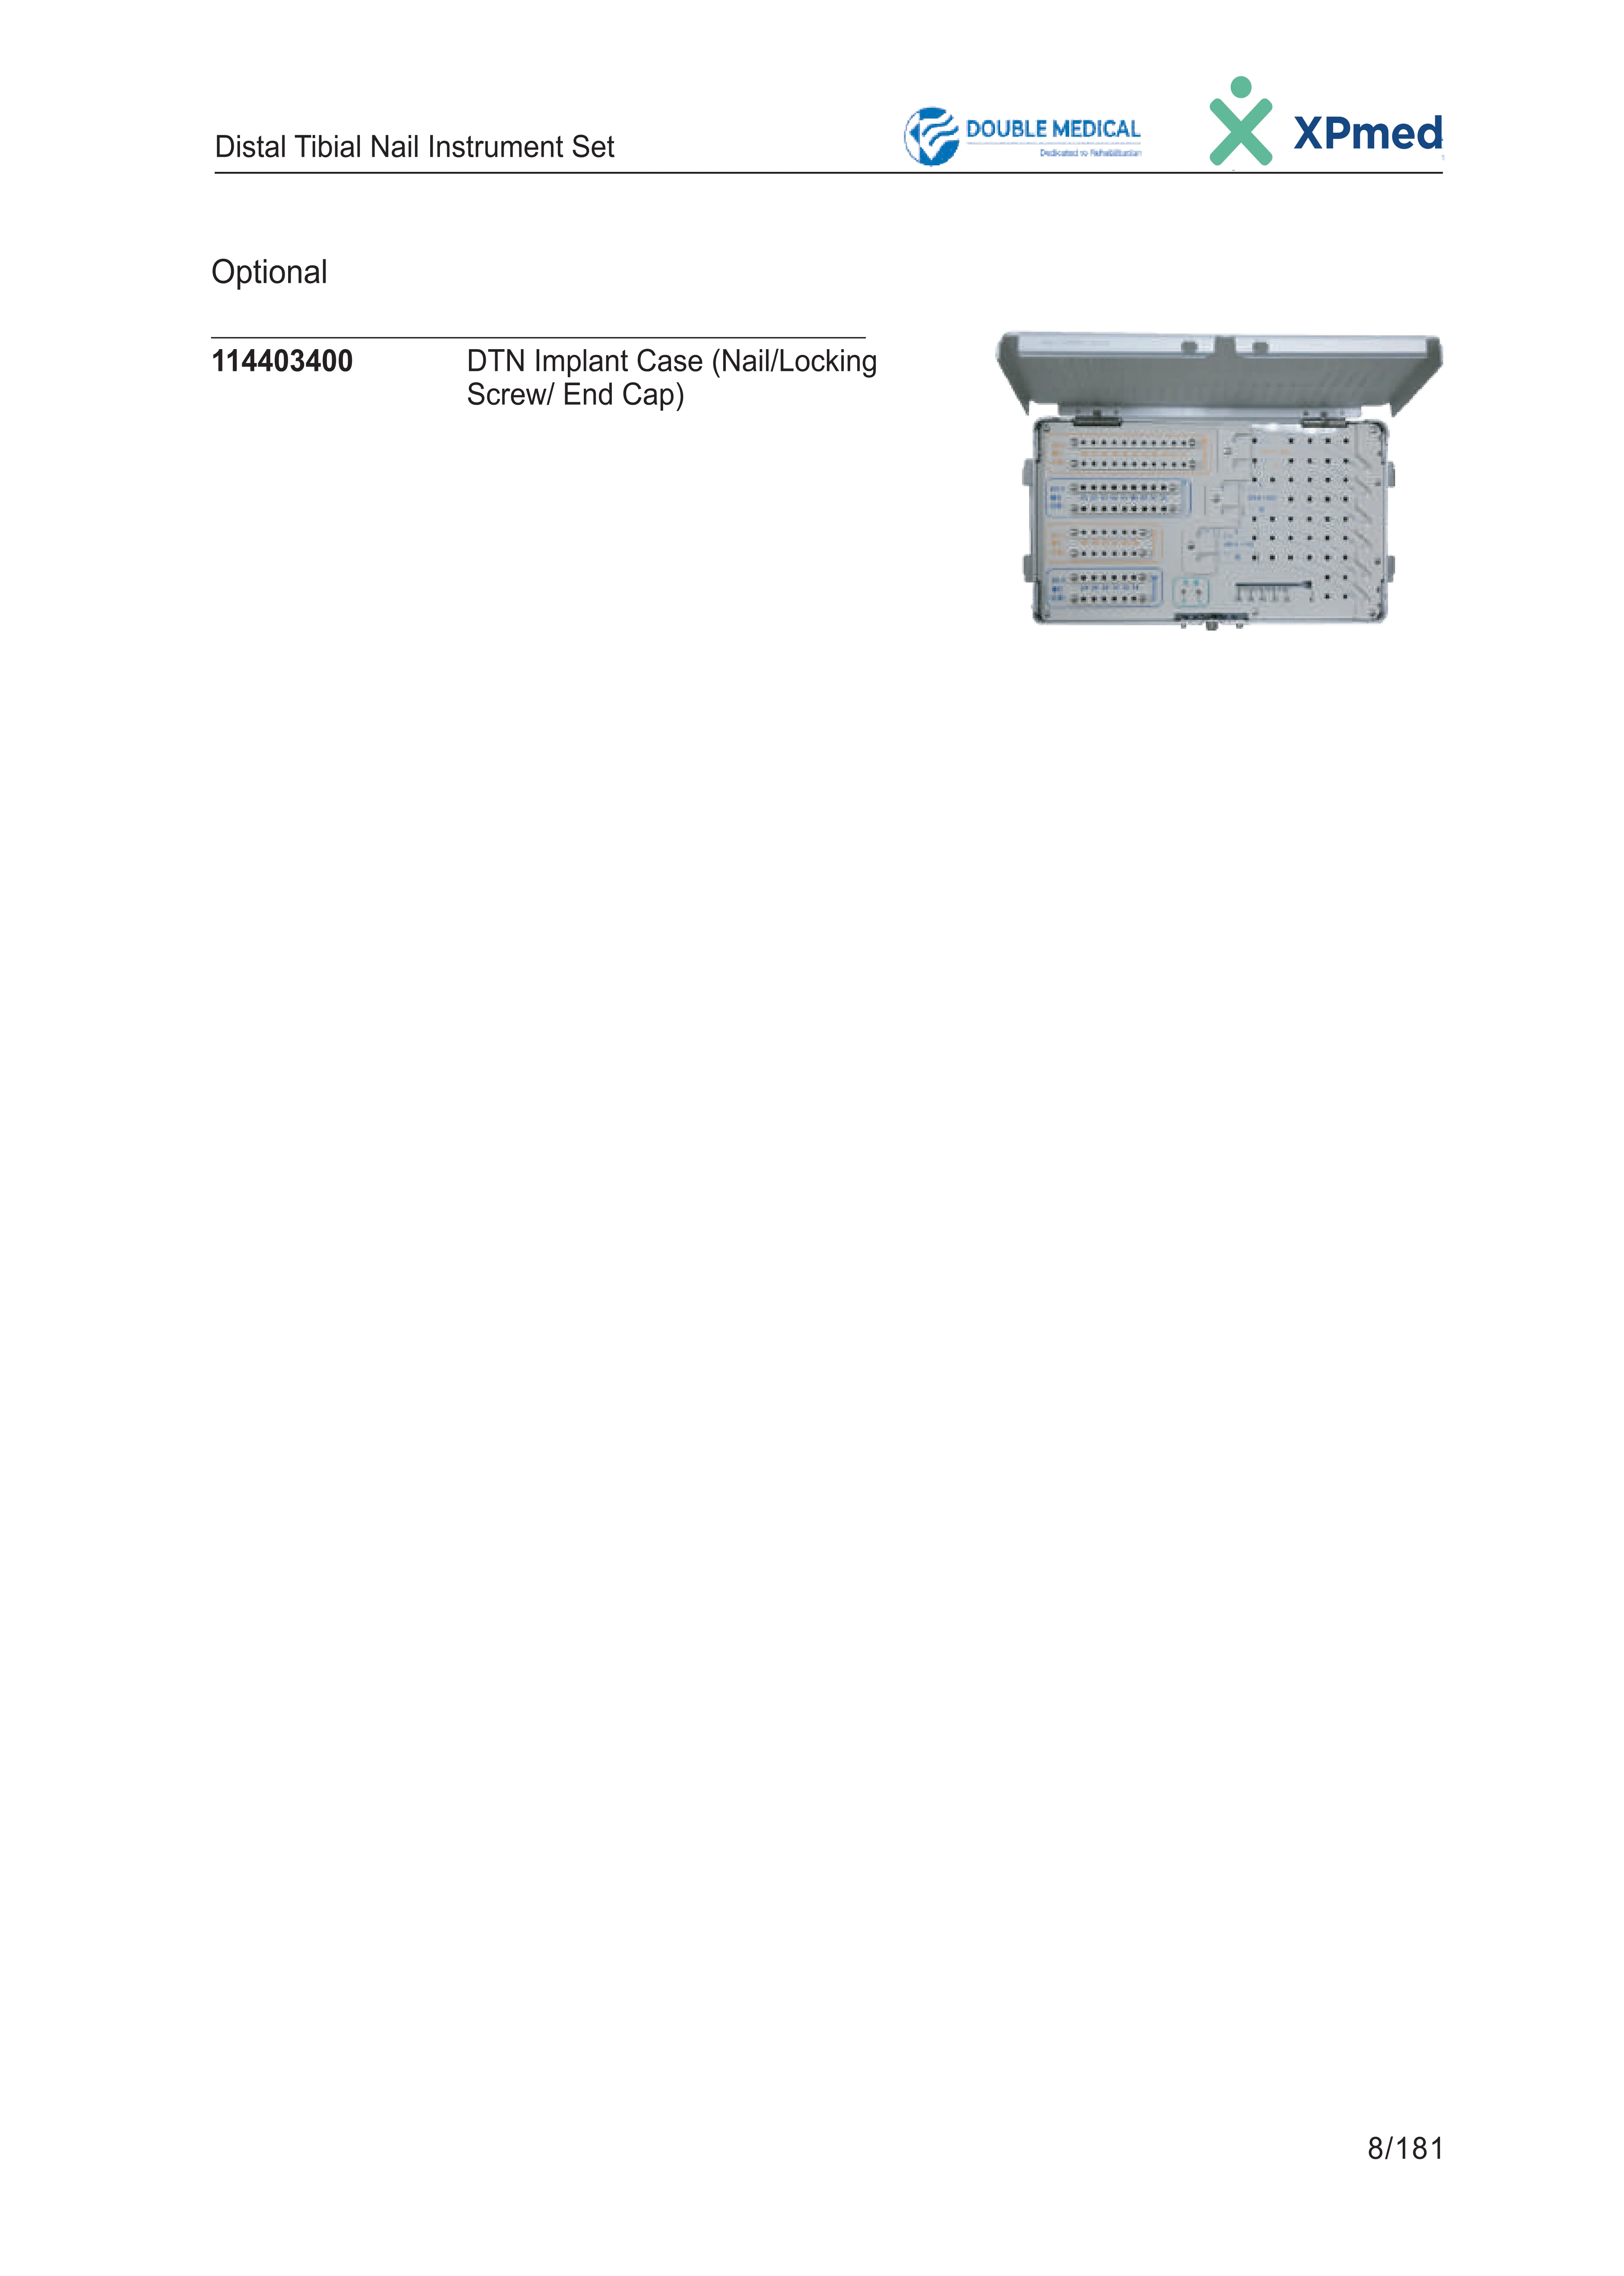 Distal Tibial Nail Instrument Set
DOUBLE MEDICAL
Dedicated to Rehabilitation
XPmed
Optional
114403400 DTN Implant Case (Nail/Locking
Screw/ End Cap)
8/181